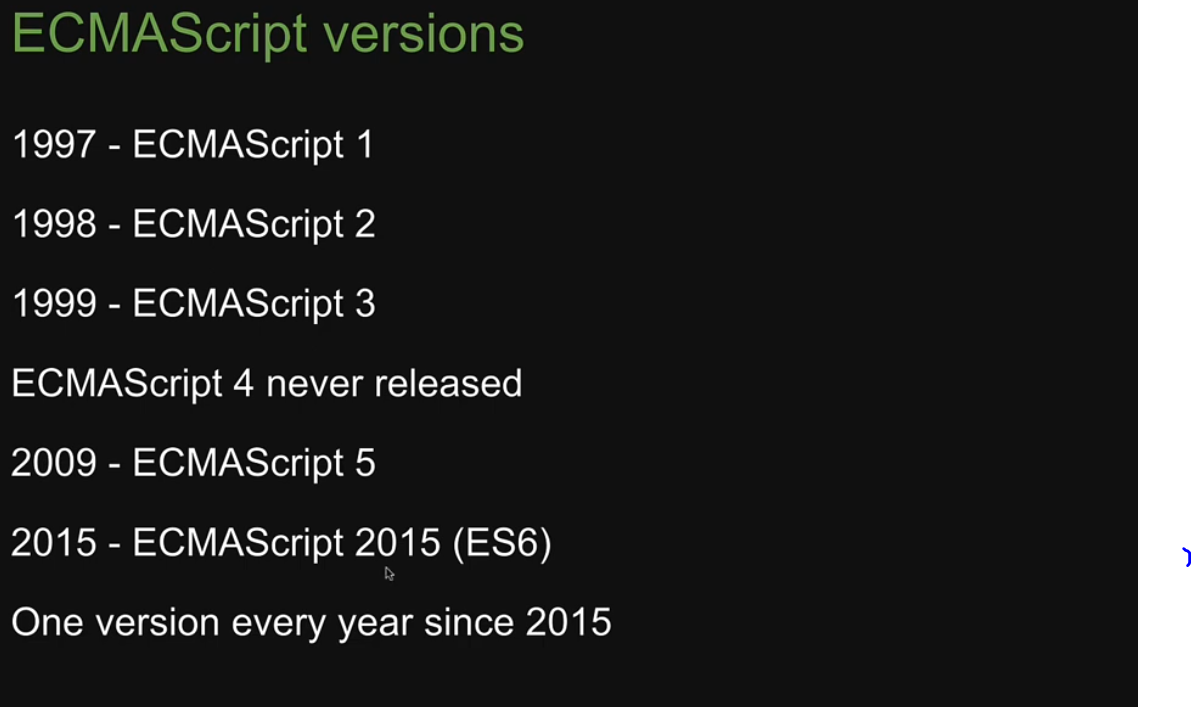 ECMAScript versions
1997 - ECMAScript 1
1998 - ECMAScript 2
1999 - ECMAScript 3
ECMAScript 4 never released
2009 - ECMAScript 5
2015 - ECMAScript 2015 (ES6)
One version every year since 2015